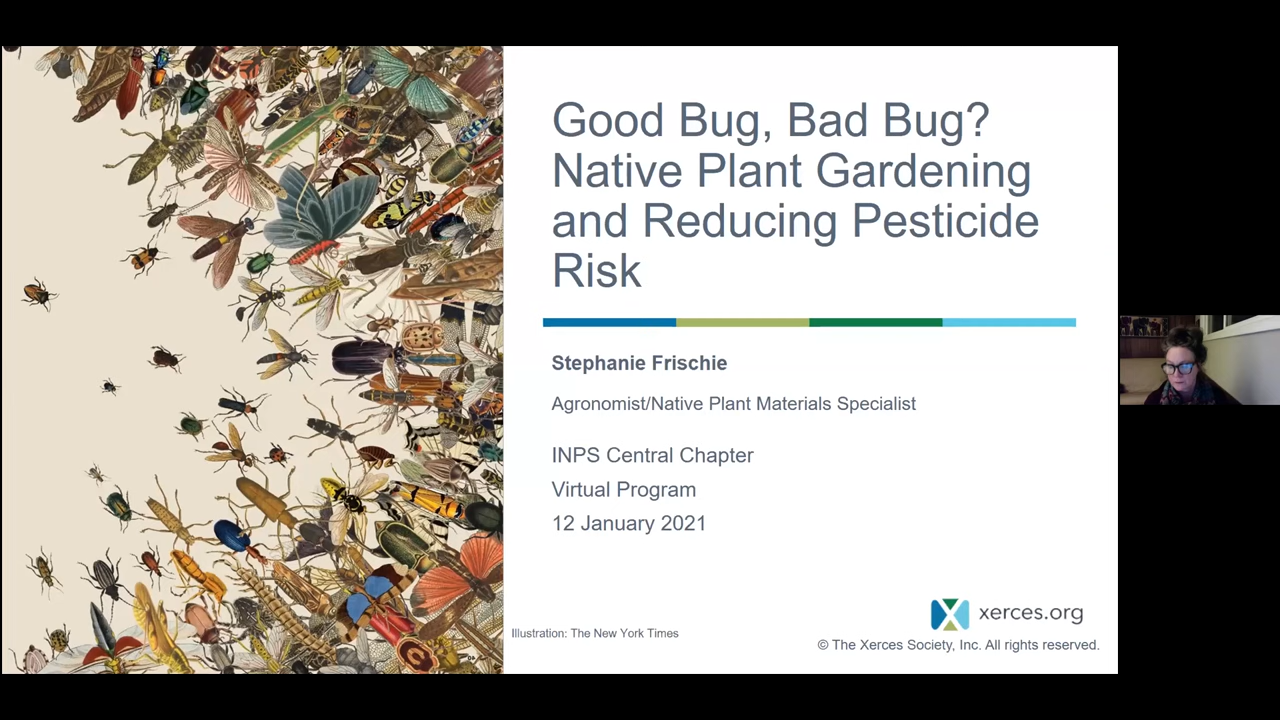 Good Bug, Bad Bug?
Native Plant Gardening
and Reducing Pesticide
Risk
Stephanie Frischie
Agronomist/Native Plant Materials Specialist
INPS Central Chapter
Virtual Program
12 January 2021
Illustration: The New York Times
xerces.org
© The Xerces Society, Inc. All rights reserved.